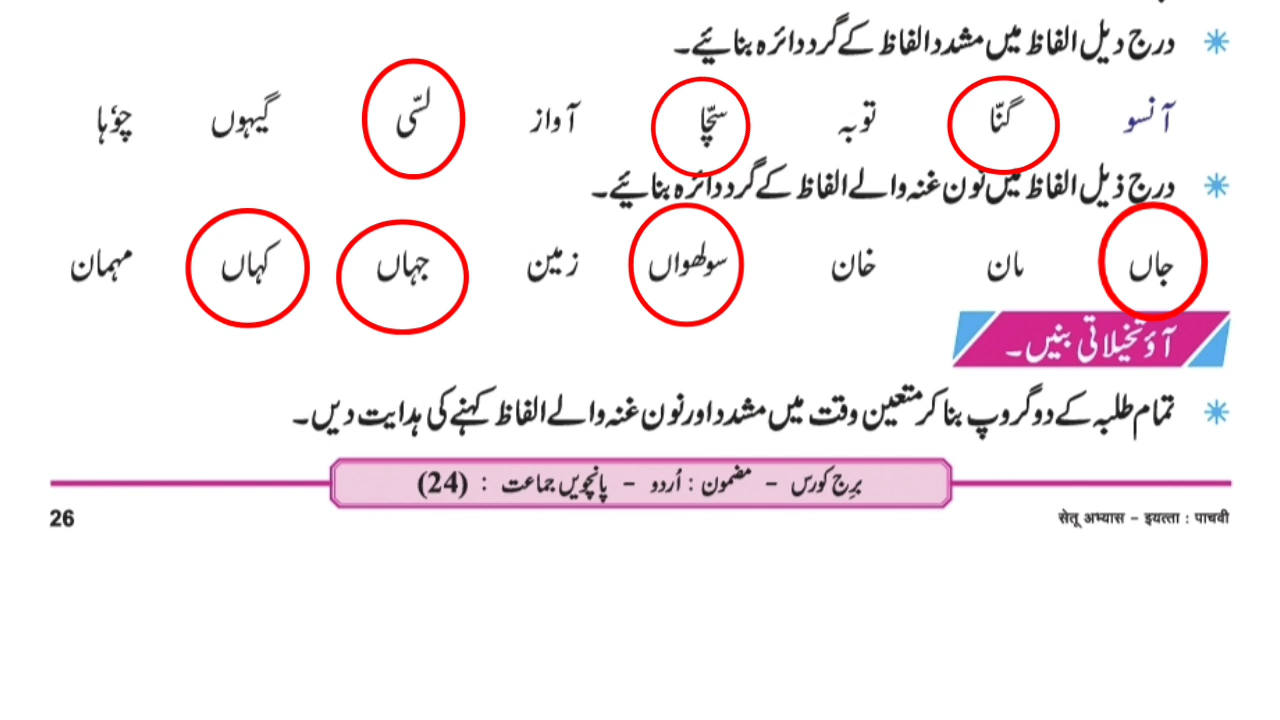 درج دیل الفاظ میں مشدد الفاظ کے گرد دائرہ بنائیے۔
آنسو گنّا توبہ سچّا آواز لسّی گیہوں چوٗہا
درج ذیل الفاظ میں نون غنہ والے الفاظ کے گرد دائرہ بنائیے۔
جاں مان خان سولھواں زمین جہاں کہاں مہمان
آؤ تخیلاتی بنیں۔
تمام طلبہ کے دو گروپ بنا کر متعین وقت میں مشدد اور نون غنہ والے الفاظ کہنے کی ہدایت دیں۔
برج کورس - مضمون : اُردو - پانچویں جماعت : (24)
26 सेतू अभ्यास - इयत्ता : पाचवी